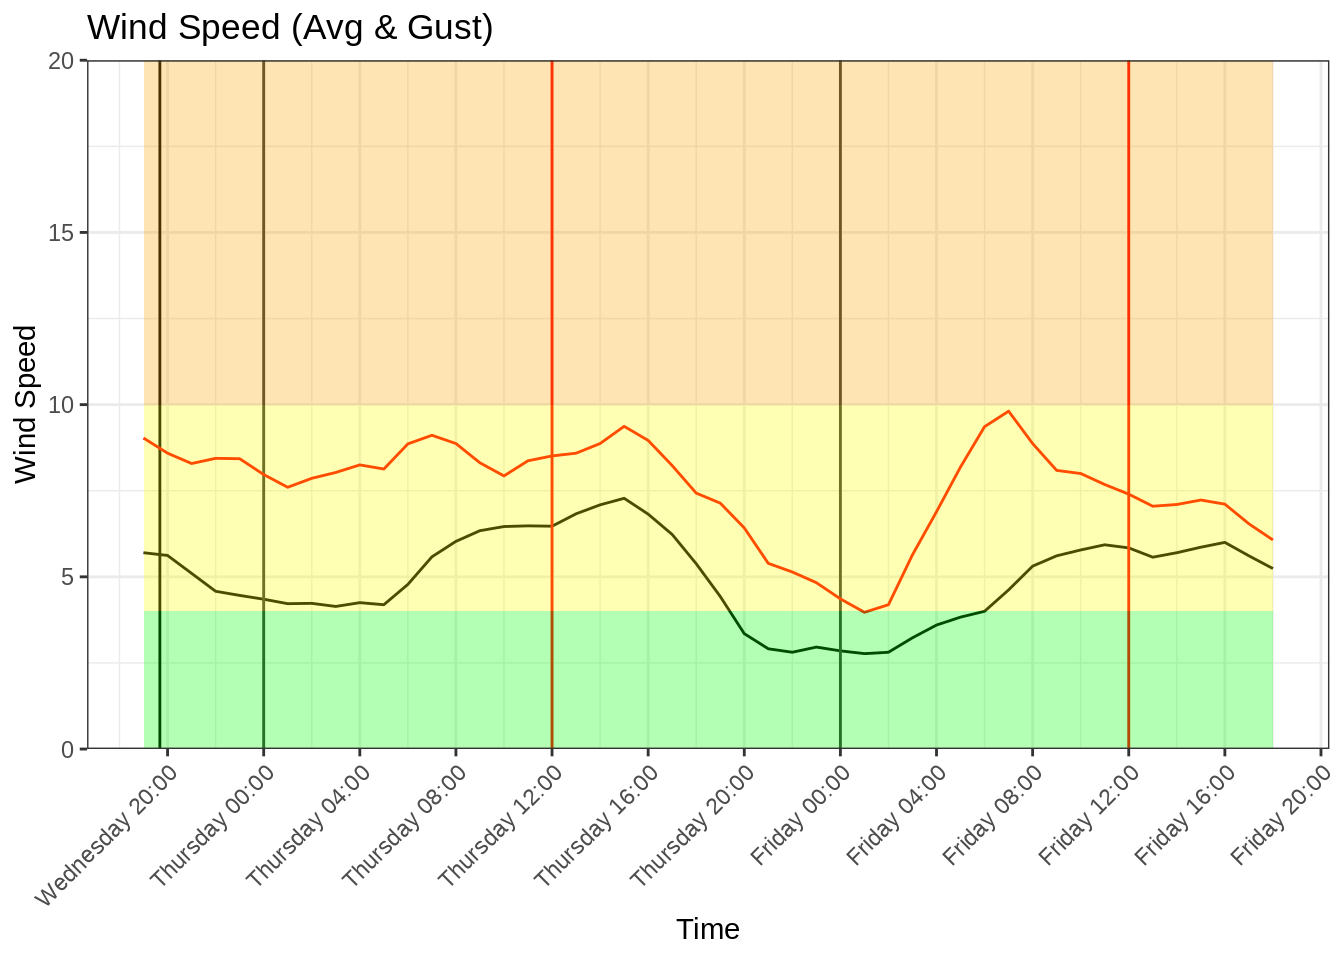 Wind Speed (Avg & Gust)
20
15
10
5
0
Wind Speed
Wednesday 20:00
Thursday 00:00
Thursday 04:00
Thursday 08:00
Thursday 12:00
Thursday 16:00
Thursday 20:00
Friday 00:00
Friday 04:00
Friday 08:00
Friday 12:00
Friday 16:00
Friday 20:00
Time